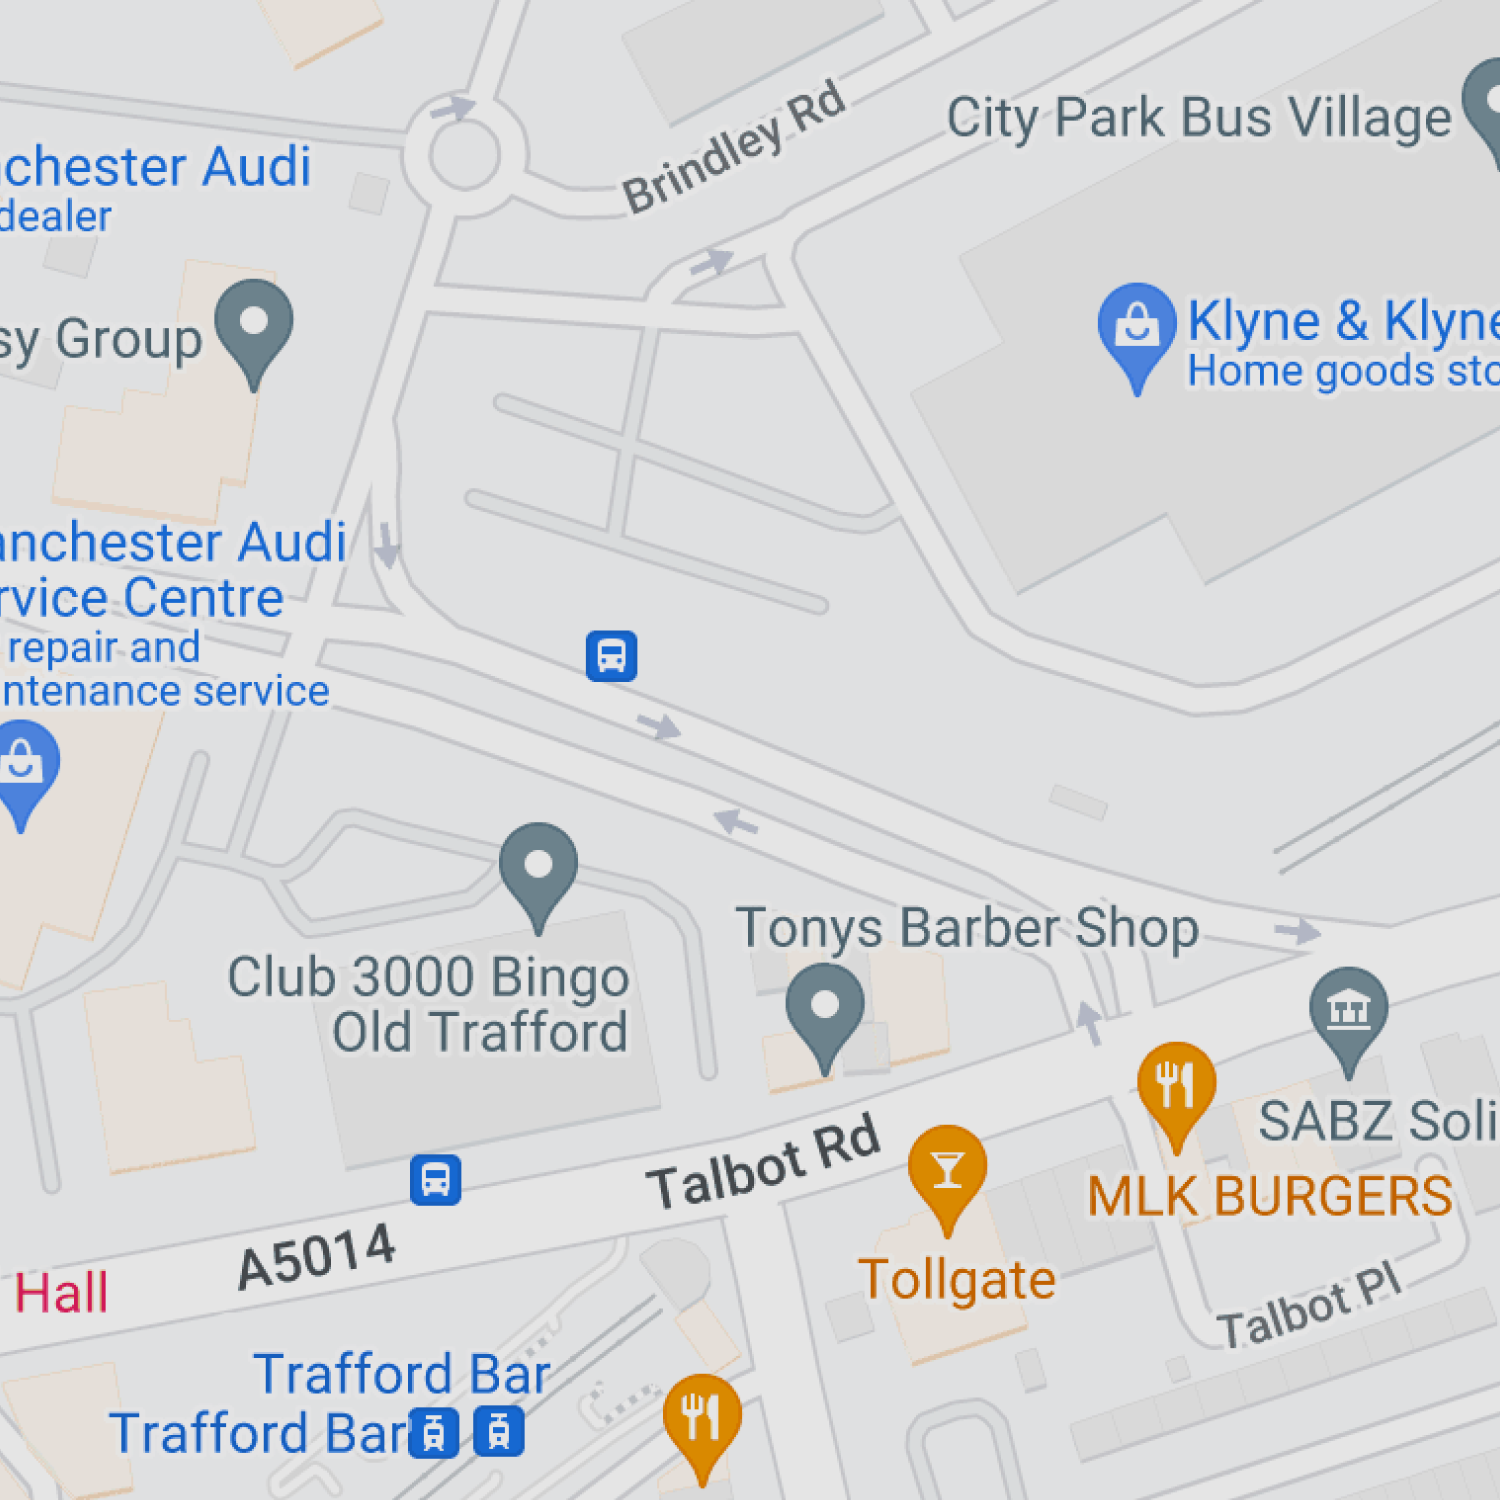 Brindley Rd
City Park Bus Village
chester Audi
dealer
sy Group
Klyne & Klyne
Home goods sto
anchester Audi
rvice Centre
repair and
ntenance service
Tonys Barber Shop
Club 3000 Bingo
Old Trafford
SABZ Soli
Talbot Rd
MLK BURGERS
A5014
Tollgate
Hall
Talbot Pl
Trafford Bar
Trafford Bar